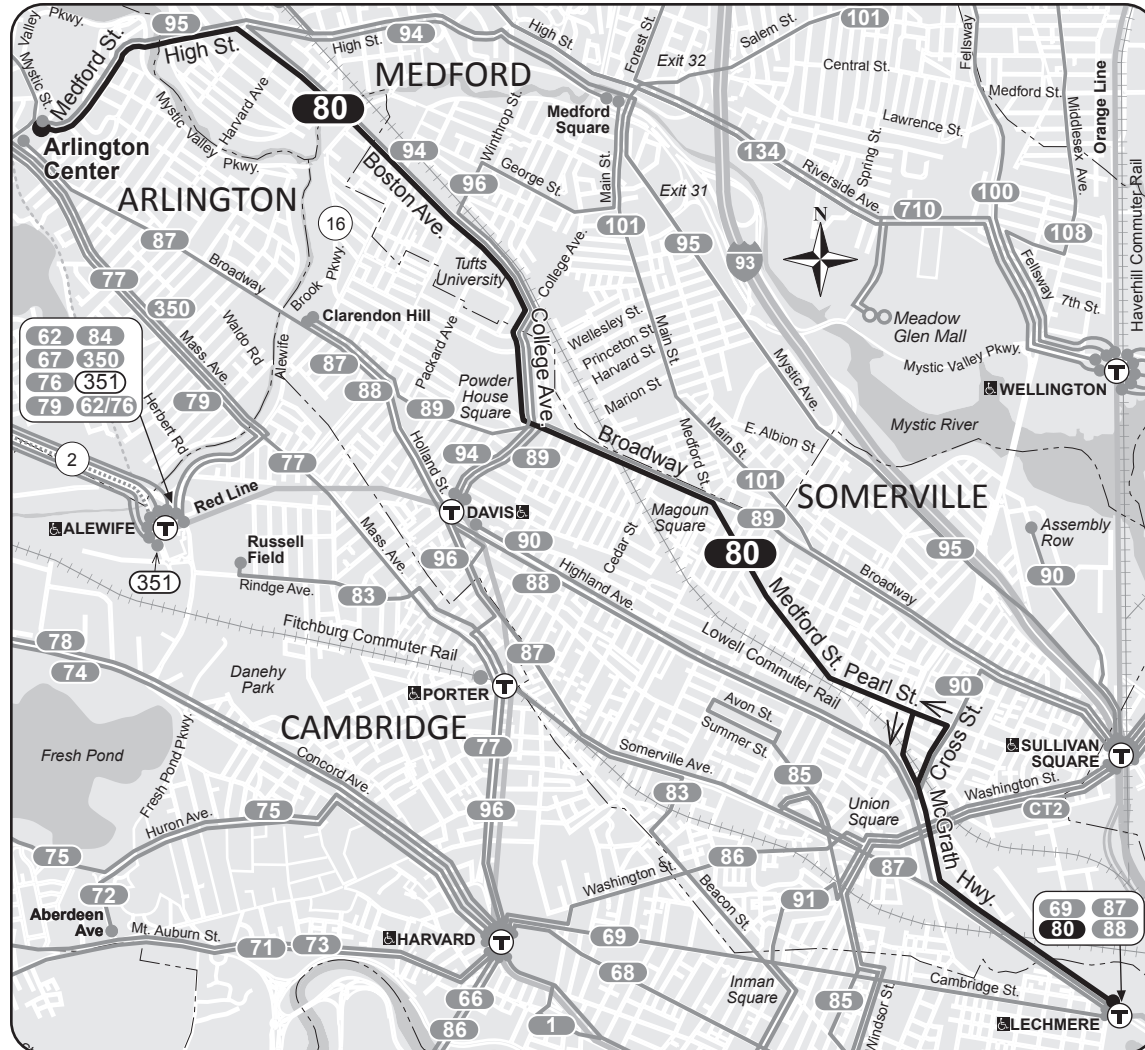 Valley
Pkwy.
95
101
Medford St.
High St.
High St.
94
High St.
Forest St.
Salem St.
Exit 32
Fellsway
Orange Line
Mystic
Valley
Mystic St.
MEDFORD
Central St.
Medford St.
Middlesex Ave.
Harvard Ave
80
Winthrop St.
Medford
Square
Lawrence St.
Spring St.
Arlington
Center
Mystic Valley Pkwy.
94
134
Haverhill Commuter Rail
96
George St.
Main St.
Exit 31
Riverside Ave.
100
ARLINGTON
Boston Ave.
710
16
101
N
108
87
95
93
Fellsway
Broadway
Tufts
University
College Ave.
77
Brook Pkwy.
7th St.
350
Clarendon Hill
Wellesley St.
Meadow
Glen Mall
62 84
67 350
76 351
79 62/76
Mass. Ave.
Waldo Rd
Alewife
Packard Ave
College Ave.
Princeton St.
Harvard St
Main St.
Mystic Valley Pkwy.
87
WELLINGTON
Powder
House
Square
Marion St
Mystic Ave.
88
79
89
Herbert Rd
Broadway
Medford St.
Main St.
E. Albion St
Mystic River
2
77
Holland St.
94
89
101
SOMERVILLE
Red Line
Magoun
Square
89
ALEWIFE
DAVIS
Assembly
Row
Russell
Field
Mass. Ave.
96
90
Cedar St
80
95
351
88
Highland Ave.
90
Rindge Ave.
83
Medford St.
Broadway
Fitchburg Commuter Rail
78
87
Lowell Commuter Rail
74
Danehy
Park
Pearl St.
90
PORTER
Avon St.
CAMBRIDGE
Summer St.
Cross St.
Fresh Pond
Fresh Pond Pkwy.
77
Somerville Ave.
SULLIVAN
SQUARE
Concord Ave.
85
Washington St.
83
Union
Square
McGrath Hwy.
CT2
75
96
Huron Ave.
75
86
87
72
Washington St.
Beacon St.
91
69 87
80 88
Aberdeen
Ave
Mt. Auburn St.
71
73
HARVARD
69
68
Inman
Square
Cambridge St.
66
85
Windsor St.
86
1
LECHMERE
T
T
T
T
T
T
T